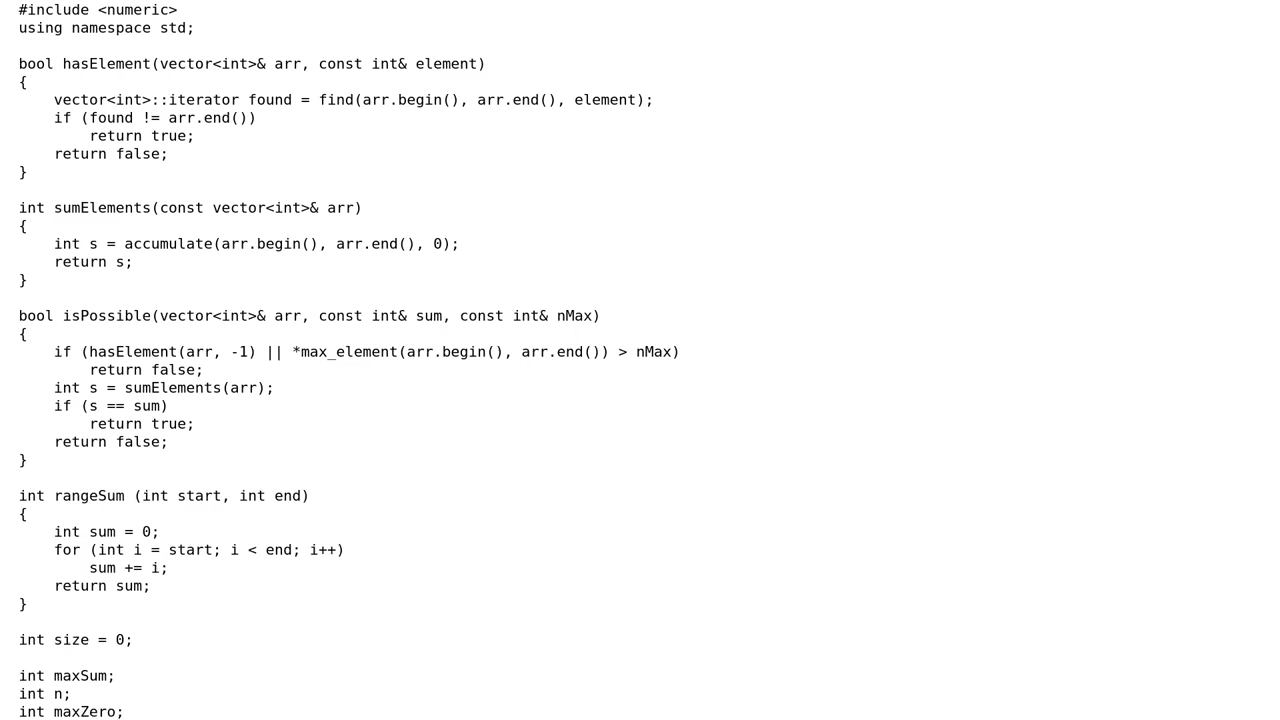 #include <numeric>
using namespace std;

bool hasElement(vector<int>& arr, const int& element)
{
    vector<int>::iterator found = find(arr.begin(), arr.end(), element);
    if (found != arr.end())
        return true;
    return false;
}

int sumElements(const vector<int>& arr)
{
    int s = accumulate(arr.begin(), arr.end(), 0);
    return s;
}

bool isPossible(vector<int>& arr, const int& sum, const int& nMax)
{
    if (hasElement(arr, -1) || *max_element(arr.begin(), arr.end()) > nMax)
        return false;
    int s = sumElements(arr);
    if (s == sum)
        return true;
    return false;
}

int rangeSum (int start, int end)
{
    int sum = 0;
    for (int i = start; i < end; i++)
        sum += i;
    return sum;
}

int size = 0;

int maxSum;
int n;
int maxZero;